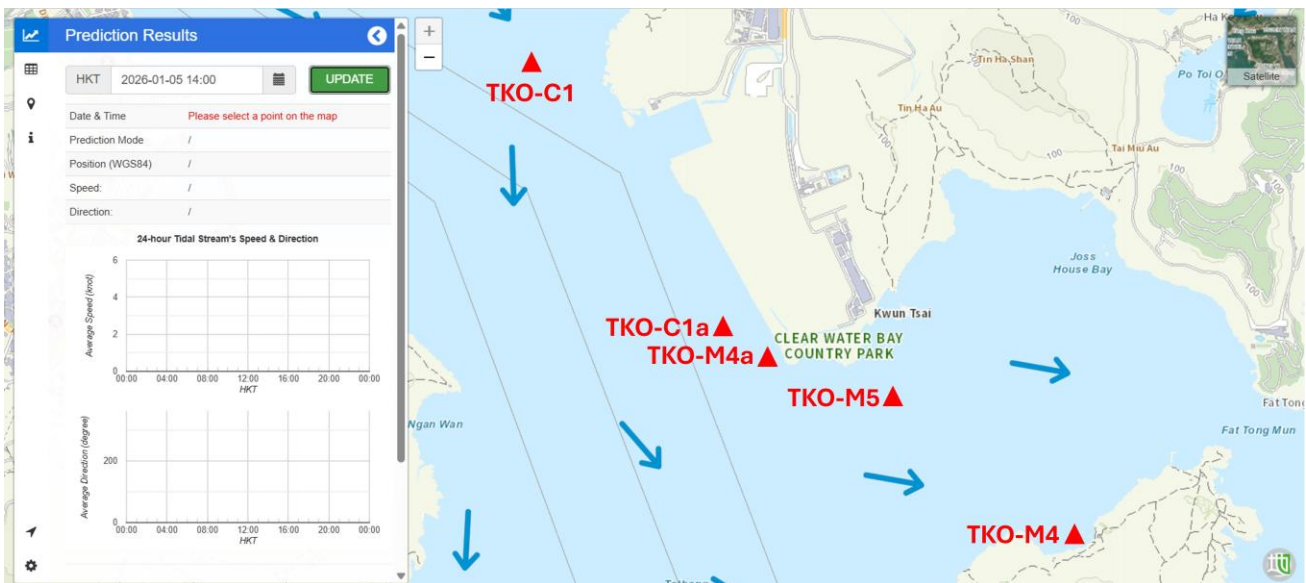 Prediction Results
HKT 2026-01-05 14:00 UPDATE
Date & Time Please select a point on the map
Prediction Mode /
Position (WGS84) /
Speed: /
Direction: /
24-hour Tidal Stream's Speed & Direction
Average Speed (knot)
6
4
2
0
00:00 04:00 08:00 12:00 16:00 20:00 00:00
HKT
Average Direction (degree)
200
0
00:00 04:00 08:00 12:00 16:00 20:00 00:00
HKT
+
−
TKO-C1
TKO-C1a
TKO-M4a
TKO-M5
TKO-M4
CLEAR WATER BAY
COUNTRY PARK
Kwun Tsai
Joss
House Bay
Tin Ha Shan
Tin Ha Au
Tai Miu Au
Po Toi O
Satellite
Fat Tong
Fat Tong Mun
Ngan Wan
100
100
100
100
100
100